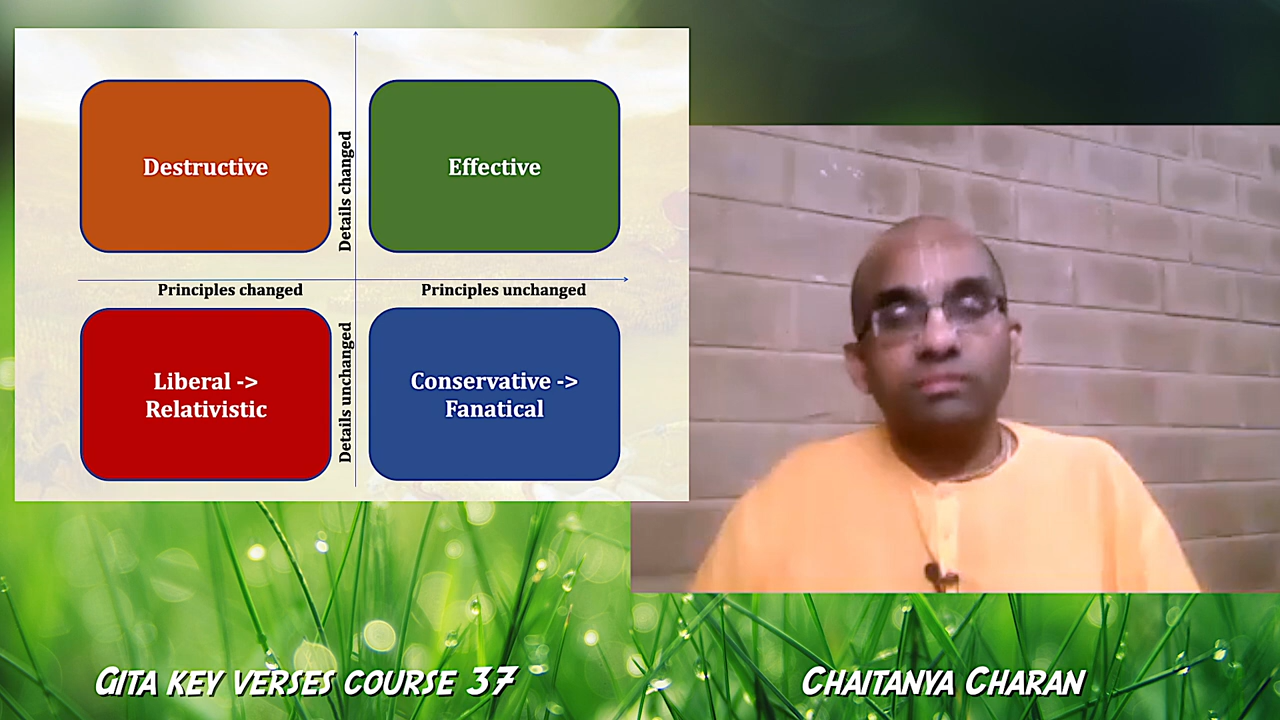 Destructive
Details changed
Effective
Principles changed
Principles unchanged
Liberal ->
Relativistic
Details unchanged
Conservative ->
Fanatical
GITA KEY VERSES COURSE 37
CHAITANYA CHARAN